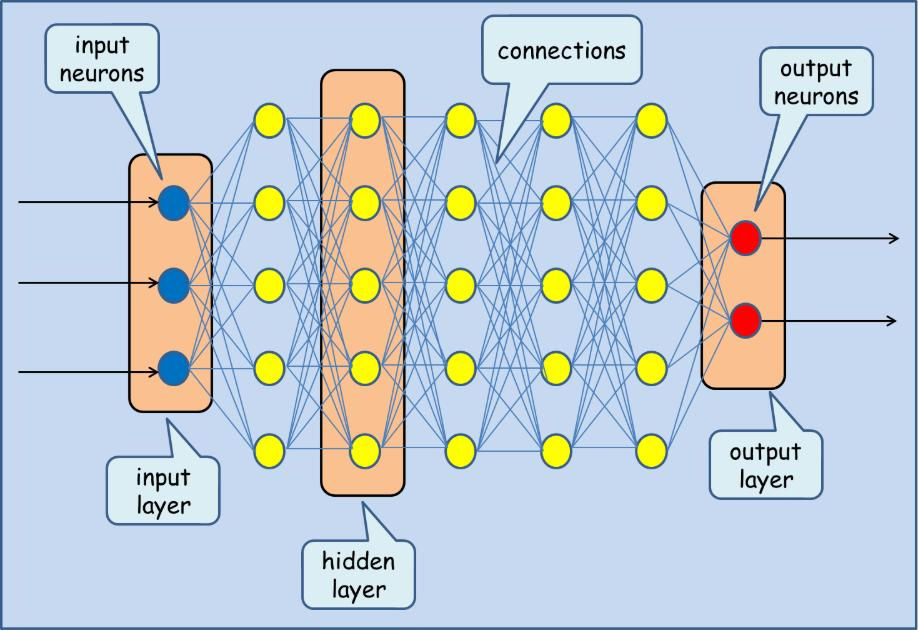 input
neurons
connections
output
neurons
input
layer
hidden
layer
output
layer